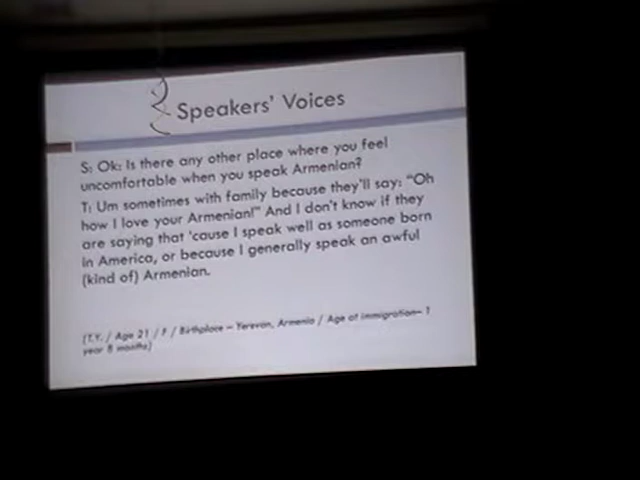 Speakers' Voices
S: Ok: Is there any other place where you feel
uncomfortable when you speak Armenian?
T: Um sometimes with family because they'll say: "Oh
how I love your Armenian!" And I don't know if they
are saying that 'cause I speak well as someone born
in America, or because I generally speak an awful
(kind of) Armenian.
(T.Y. / Age 21 / F / Birthplace – Yerevan, Armenia / Age at immigration– 1
year 8 months)